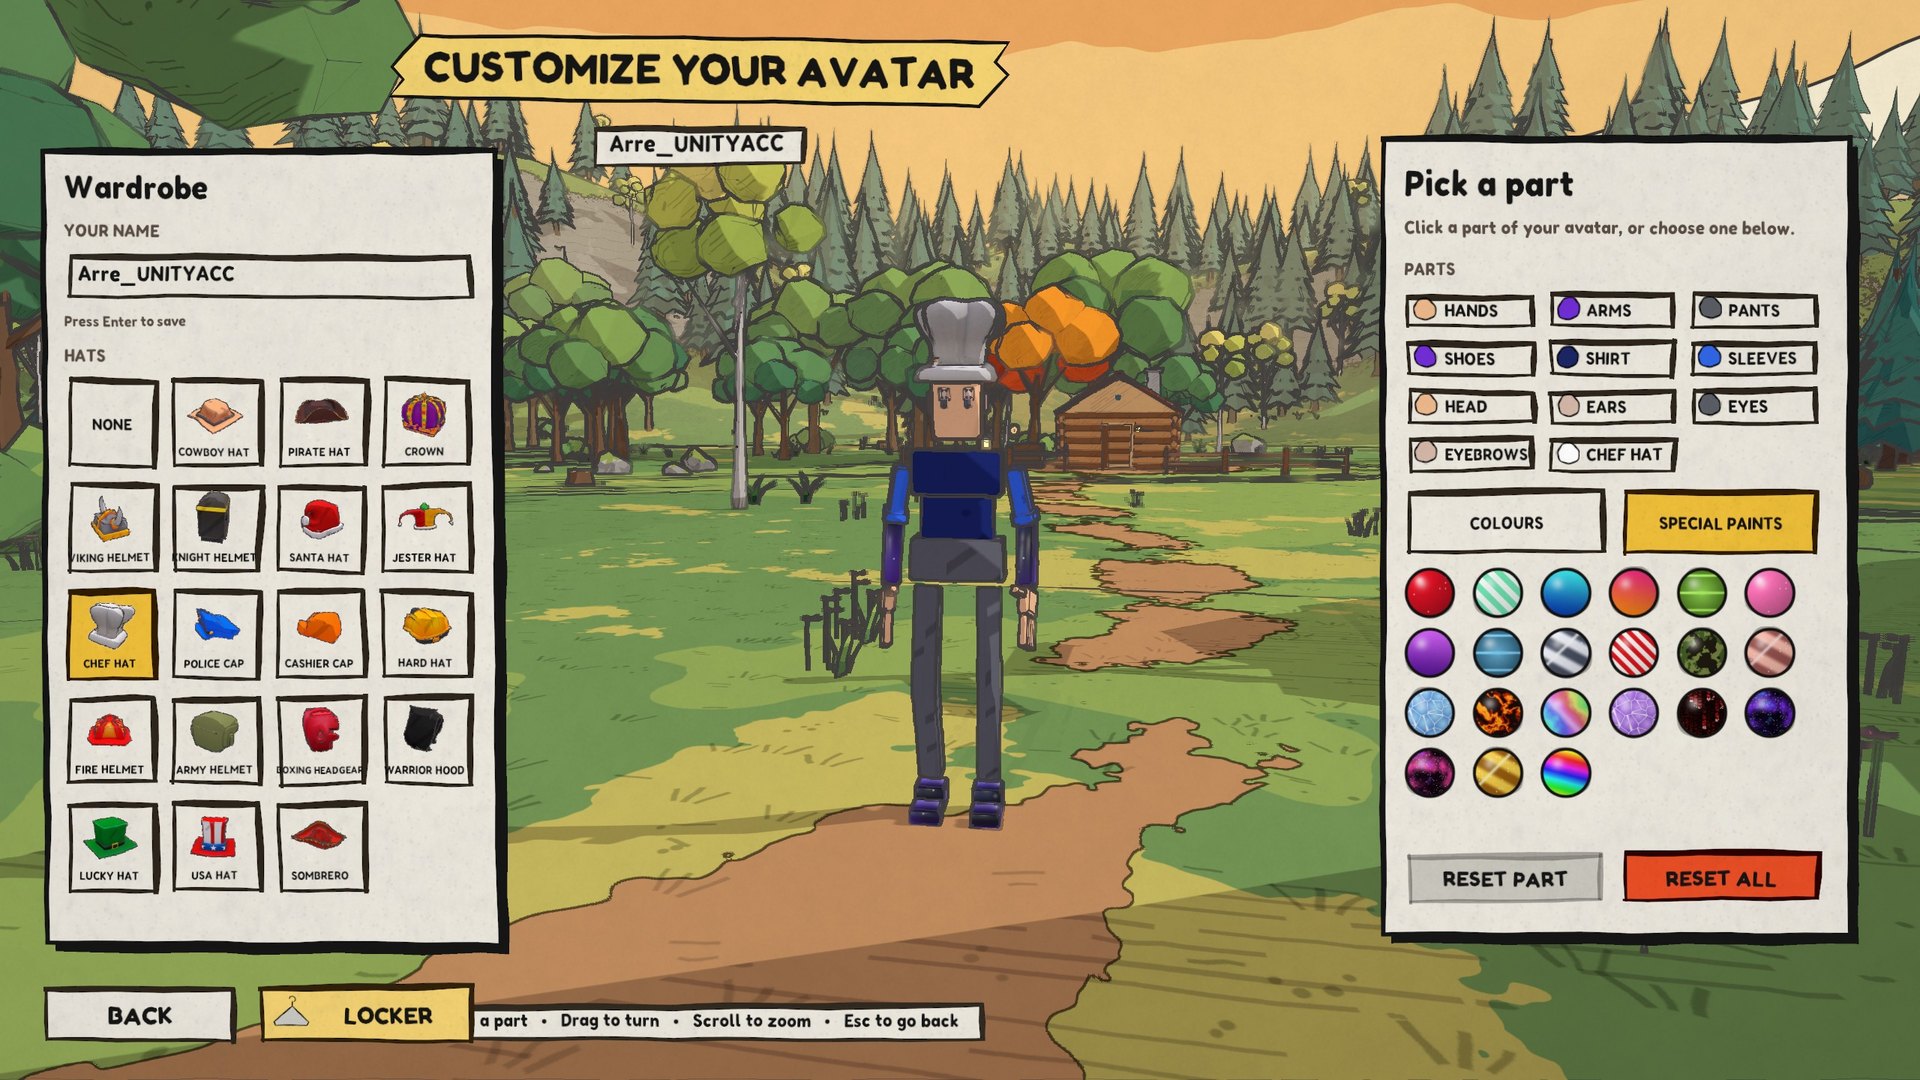 CUSTOMIZE YOUR AVATAR
Arre_UNITYACC
Wardrobe
YOUR NAME
Arre_UNITYACC
Press Enter to save
HATS
NONE
COWBOY HAT
PIRATE HAT
CROWN
VIKING HELMET
KNIGHT HELMET
SANTA HAT
JESTER HAT
CHEF HAT
POLICE CAP
CASHIER CAP
HARD HAT
FIRE HELMET
ARMY HELMET
BOXING HEADGEAR
WARRIOR HOOD
LUCKY HAT
USA HAT
SOMBRERO
BACK
LOCKER
a part • Drag to turn • Scroll to zoom • Esc to go back
Pick a part
Click a part of your avatar, or choose one below.
PARTS
HANDS
ARMS
PANTS
SHOES
SHIRT
SLEEVES
HEAD
EARS
EYES
EYEBROWS
CHEF HAT
COLOURS
SPECIAL PAINTS
RESET PART
RESET ALL